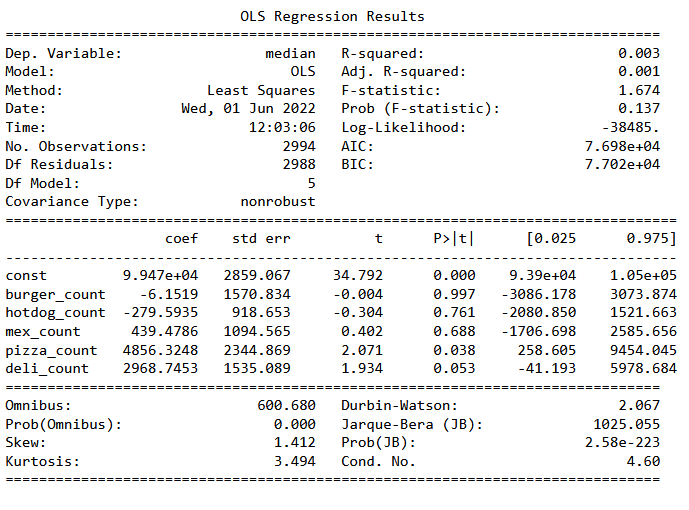 OLS Regression Results
==============================================================================
Dep. Variable: median R-squared: 0.003
Model: OLS Adj. R-squared: 0.001
Method: Least Squares F-statistic: 1.674
Date: Wed, 01 Jun 2022 Prob (F-statistic): 0.137
Time: 12:03:06 Log-Likelihood: -38485.
No. Observations: 2994 AIC: 7.698e+04
Df Residuals: 2988 BIC: 7.702e+04
Df Model: 5
Covariance Type: nonrobust
================================================================================
coef std err t P>|t| [0.025 0.975]
--------------------------------------------------------------------------------
const 9.947e+04 2859.067 34.792 0.000 9.39e+04 1.05e+05
burger_count -6.1519 1570.834 -0.004 0.997 -3086.178 3073.874
hotdog_count -279.5935 918.653 -0.304 0.761 -2080.850 1521.663
mex_count 439.4786 1094.565 0.402 0.688 -1706.698 2585.656
pizza_count 4856.3248 2344.869 2.071 0.038 258.605 9454.045
deli_count 2968.7453 1535.089 1.934 0.053 -41.193 5978.684
==============================================================================
Omnibus: 600.680 Durbin-Watson: 2.067
Prob(Omnibus): 0.000 Jarque-Bera (JB): 1025.055
Skew: 1.412 Prob(JB): 2.58e-223
Kurtosis: 3.494 Cond. No. 4.60
==============================================================================